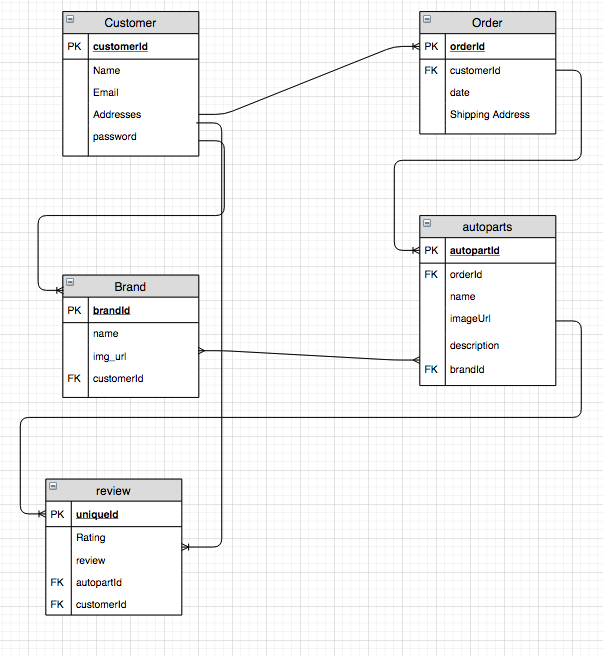 Customer
PK customerId
Name
Email
Addresses
password
Order
PK orderId
FK customerId
date
Shipping Address
autoparts
PK autopartId
FK orderId
name
imageUrl
description
FK brandId
Brand
PK brandId
name
img_url
FK customerId
review
PK uniqueId
Rating
review
FK autopartId
FK customerId